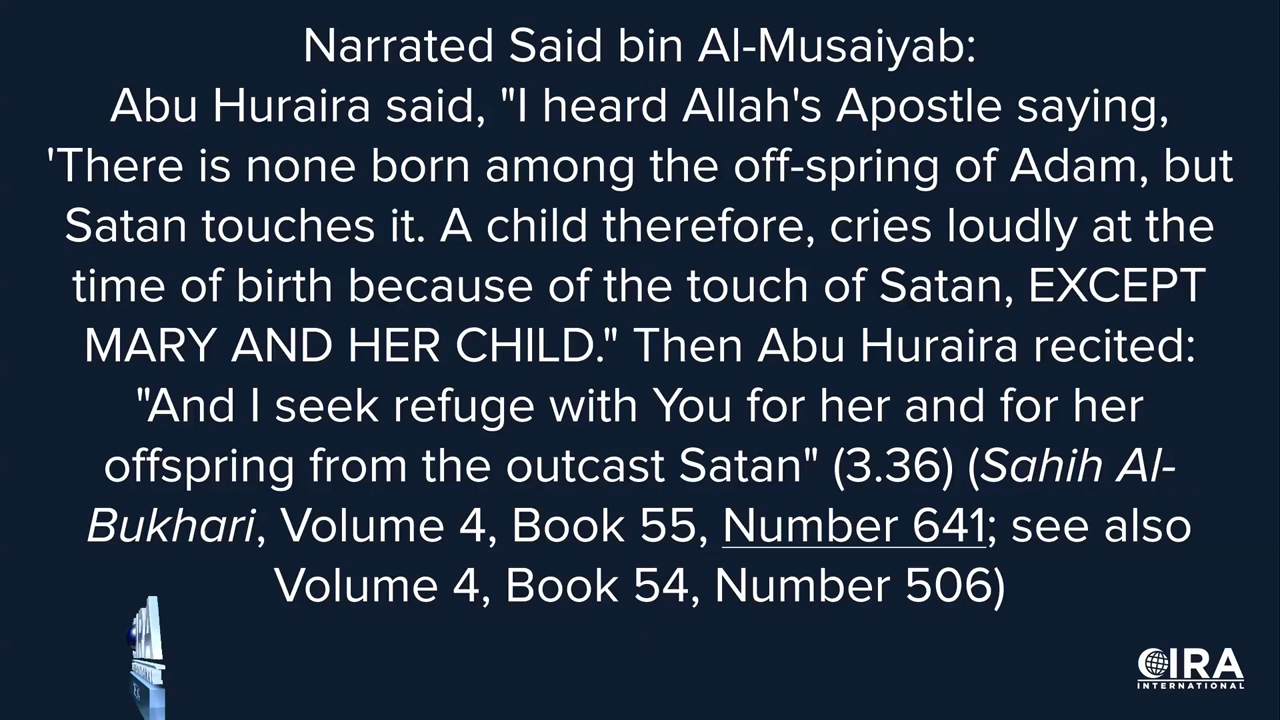 Narrated Said bin Al-Musaiyab:
Abu Huraira said, "I heard Allah's Apostle saying,
'There is none born among the off-spring of Adam, but
Satan touches it. A child therefore, cries loudly at the
time of birth because of the touch of Satan, EXCEPT
MARY AND HER CHILD." Then Abu Huraira recited:
"And I seek refuge with You for her and for her
offspring from the outcast Satan" (3.36) (Sahih Al-
Bukhari, Volume 4, Book 55, Number 641; see also
Volume 4, Book 54, Number 506)
CIRA
INTERNATIONAL